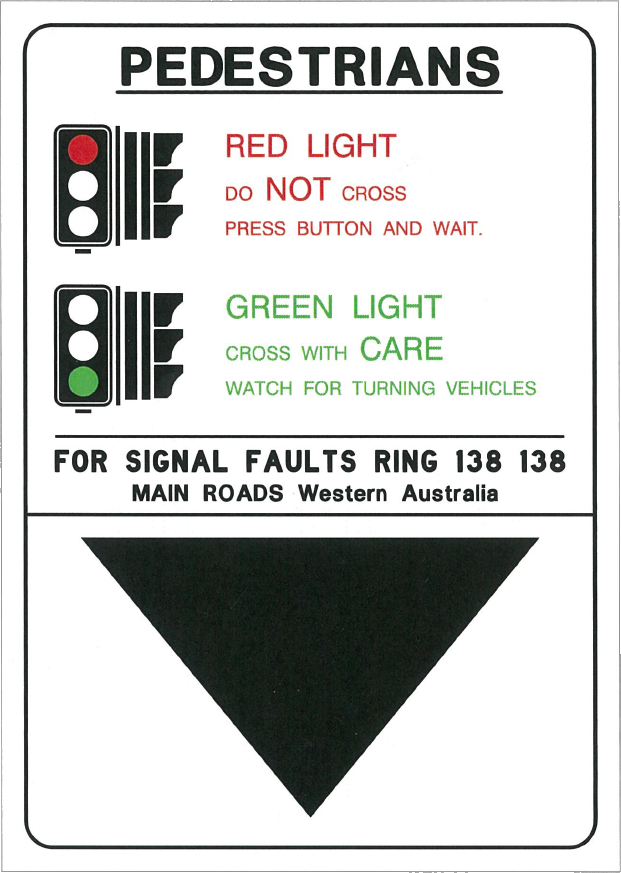 PEDESTRIANS
RED LIGHT
DO NOT CROSS
PRESS BUTTON AND WAIT.
GREEN LIGHT
CROSS WITH CARE
WATCH FOR TURNING VEHICLES
FOR SIGNAL FAULTS RING 138 138
MAIN ROADS Western Australia